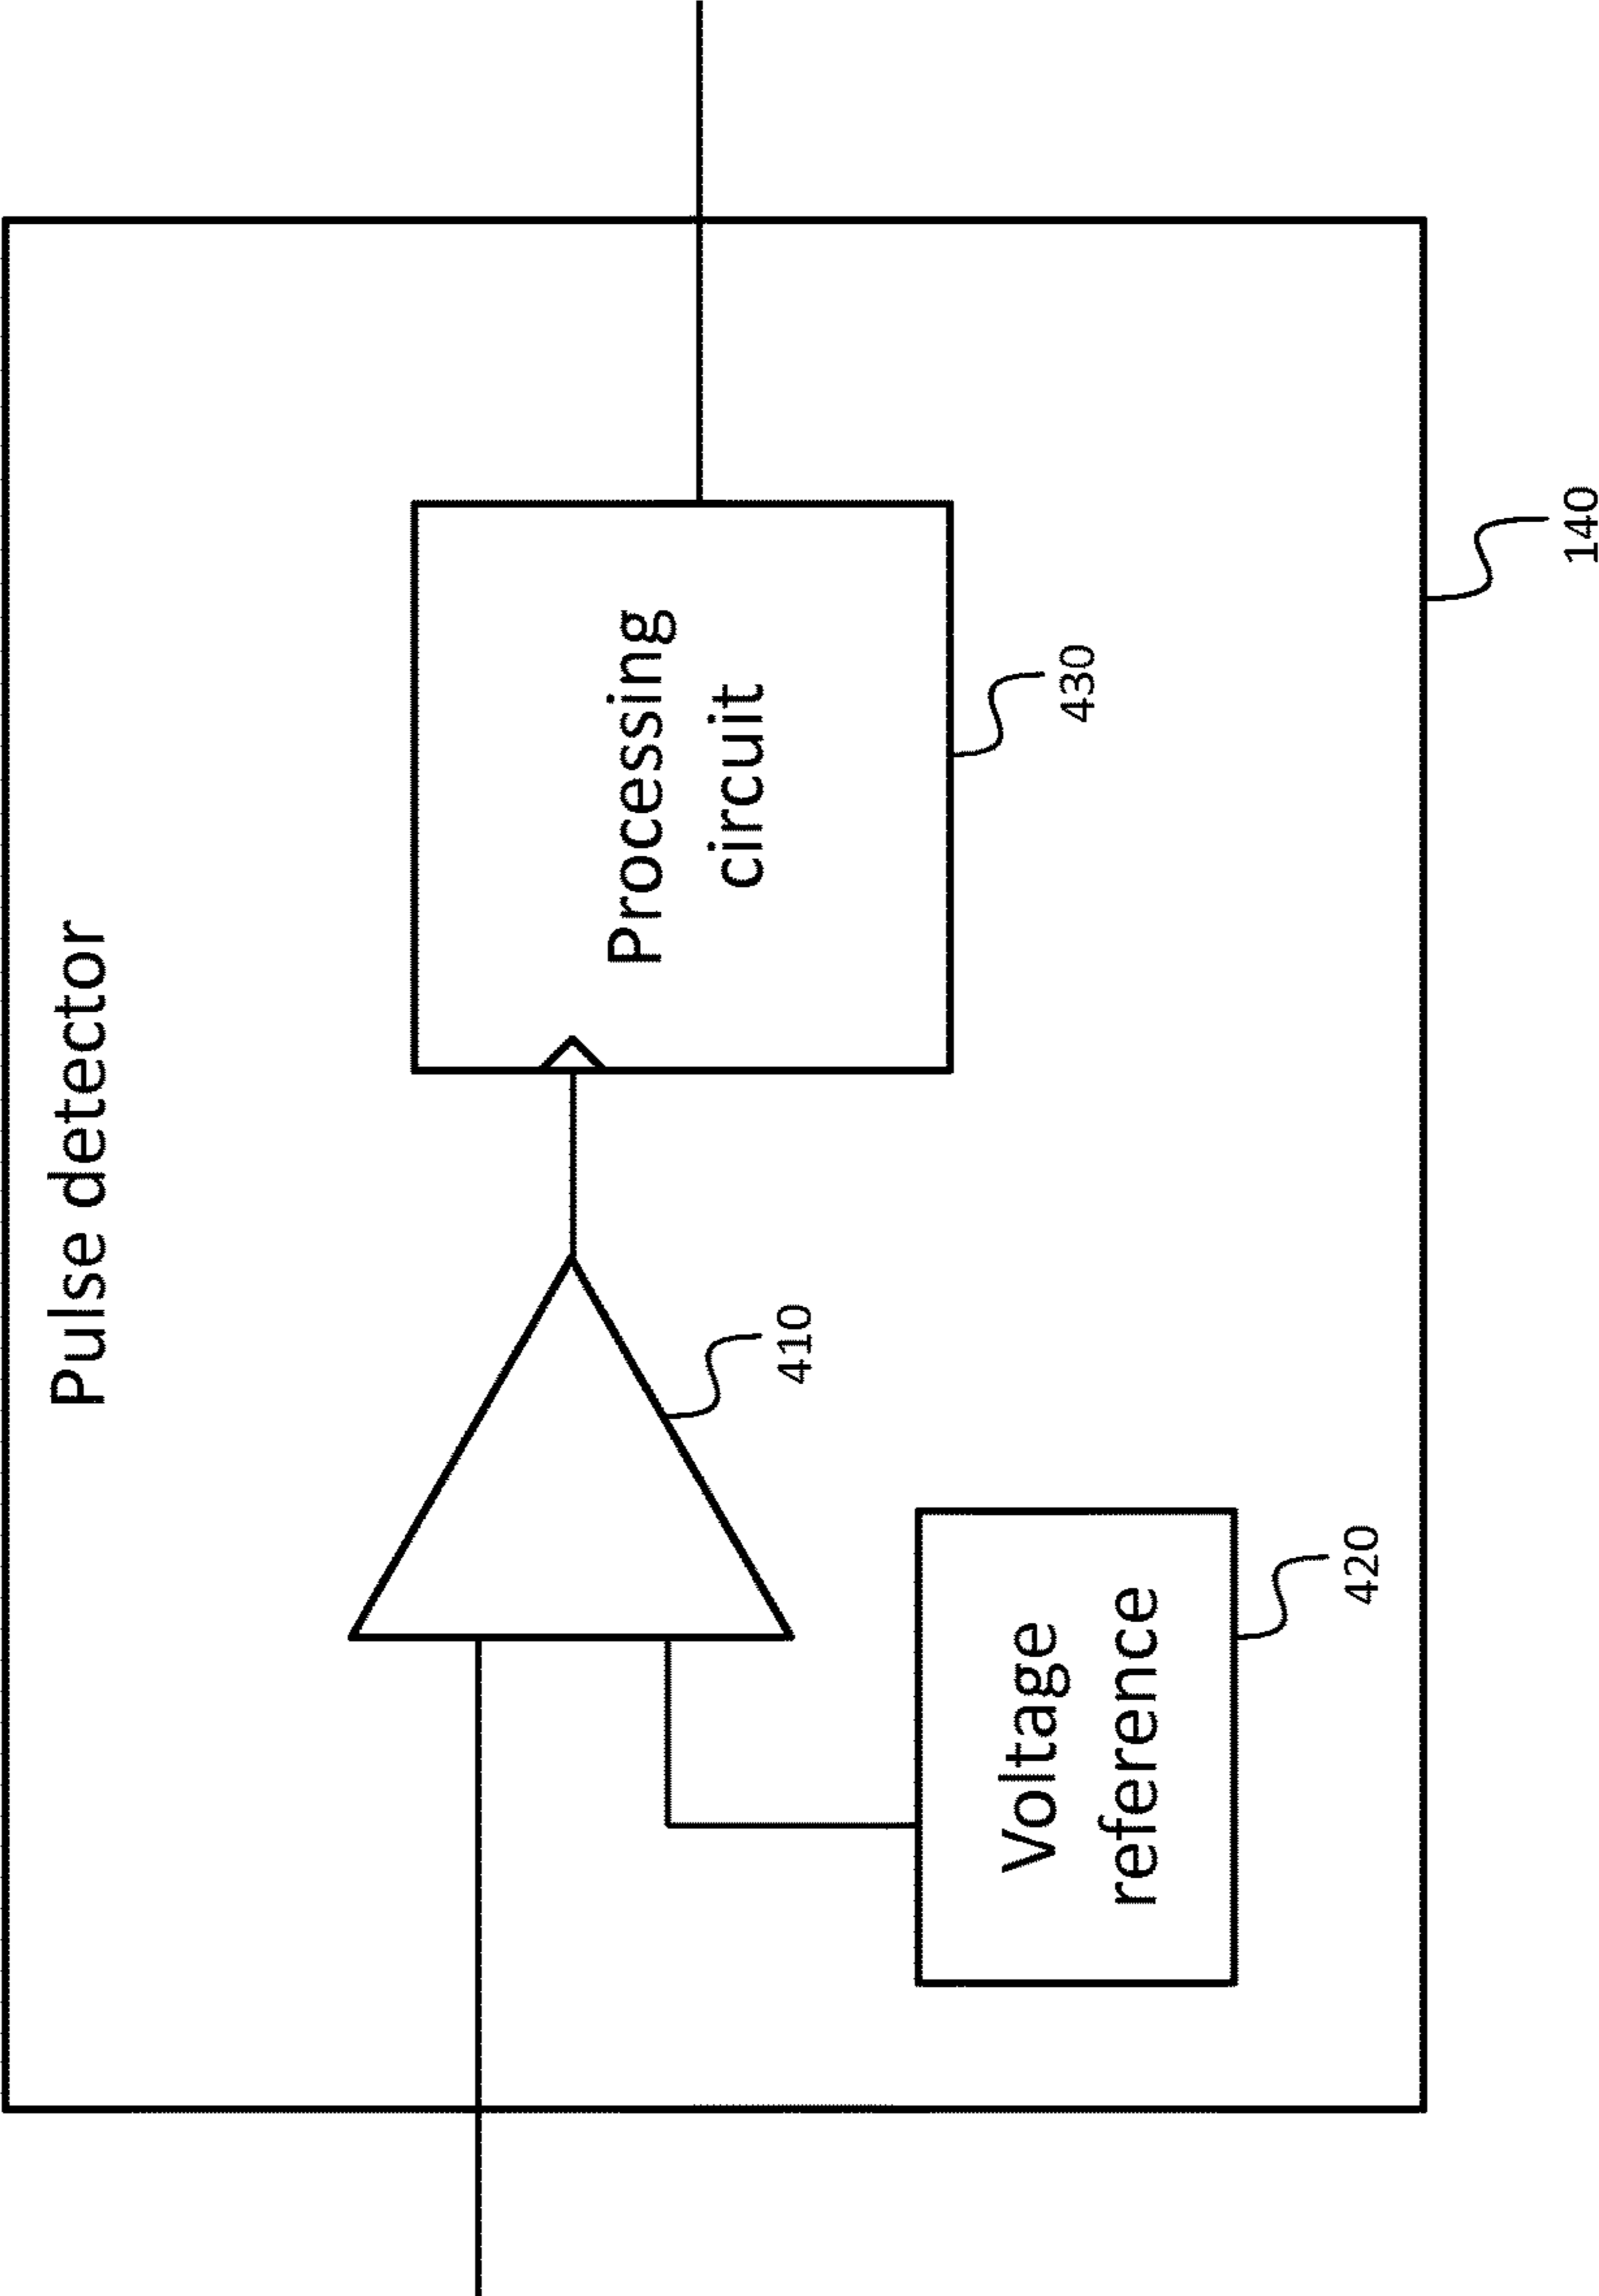 Pulse detector
Processing
circuit
430
410
Voltage
reference
420
140